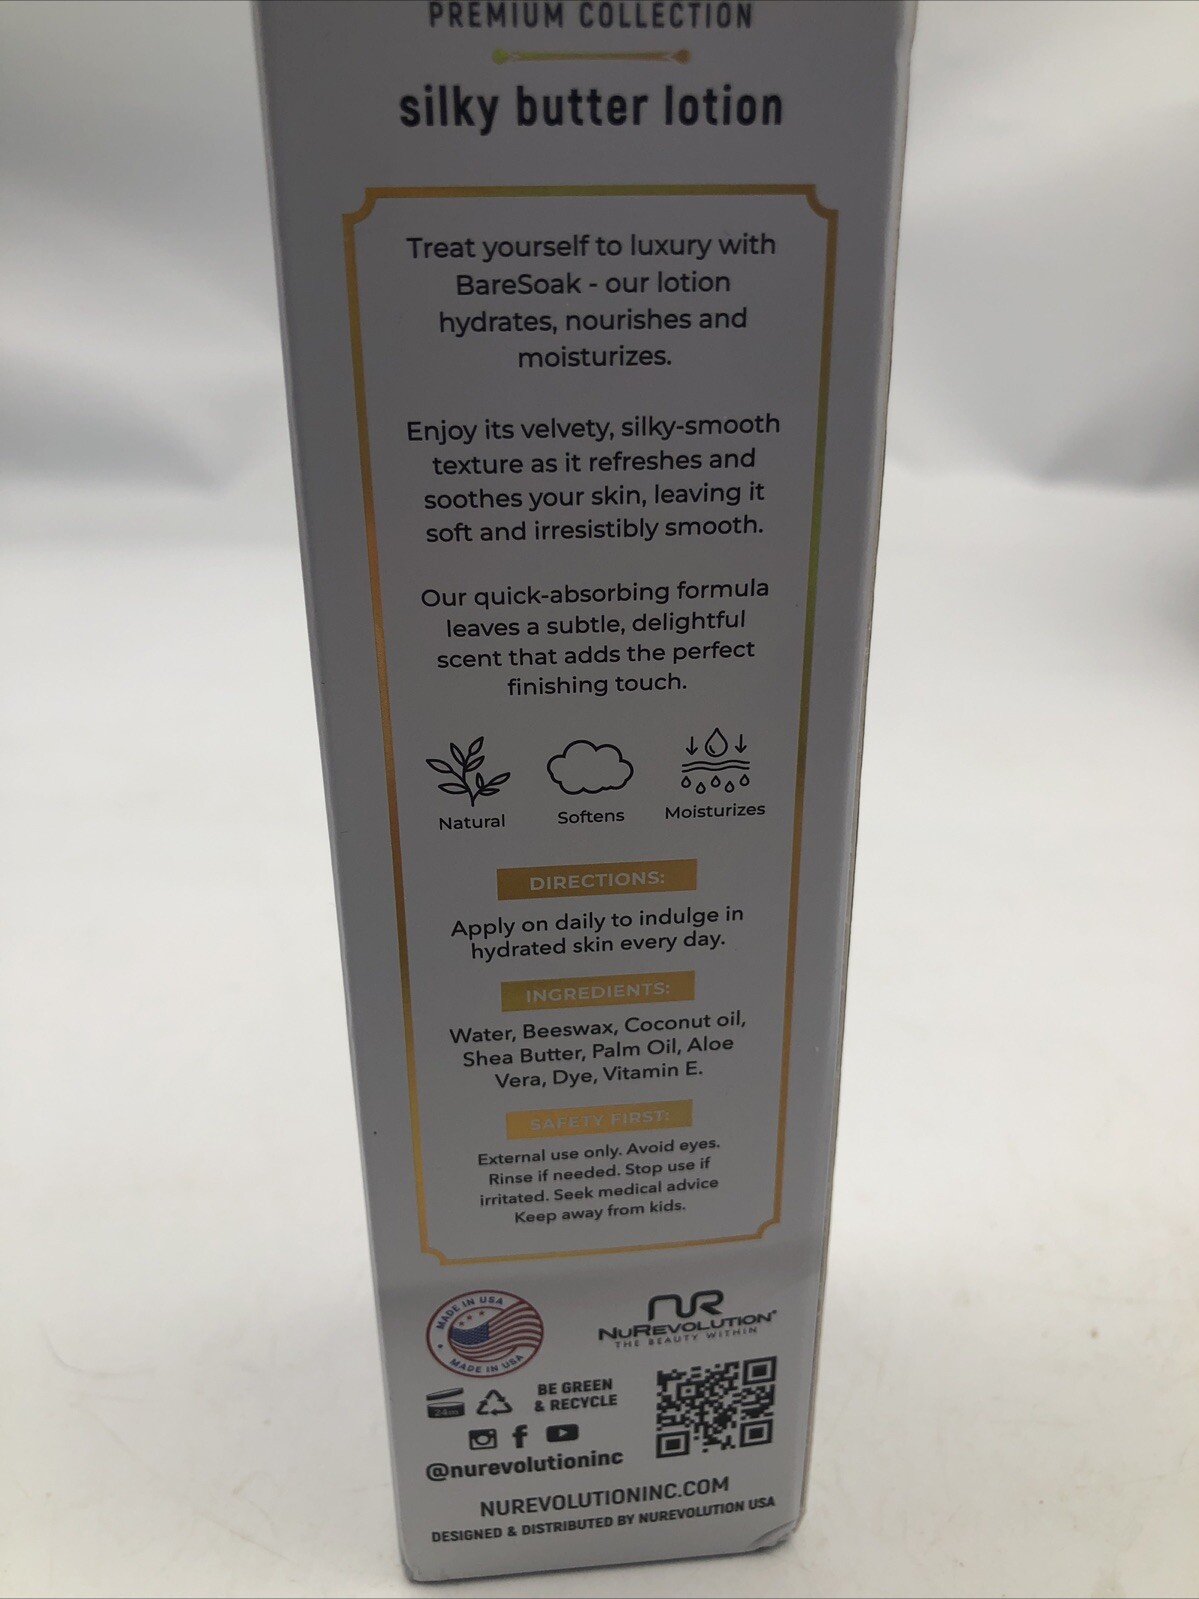 PREMIUM COLLECTION
silky butter lotion
Treat yourself to luxury with
BareSoak - our lotion
hydrates, nourishes and
moisturizes.
Enjoy its velvety, silky-smooth
texture as it refreshes and
soothes your skin, leaving it
soft and irresistibly smooth.
Our quick-absorbing formula
leaves a subtle, delightful
scent that adds the perfect
finishing touch.
Natural
Softens
Moisturizes
DIRECTIONS:
Apply on daily to indulge in
hydrated skin every day.
INGREDIENTS:
Water, Beeswax, Coconut oil,
Shea Butter, Palm Oil, Aloe
Vera, Dye, Vitamin E.
SAFETY FIRST:
External use only. Avoid eyes.
Rinse if needed. Stop use if
irritated. Seek medical advice
Keep away from kids.
MADE IN USA
MADE IN USA
NR
NUREVOLUTION
THE BEAUTY WITHIN
24m
BE GREEN
& RECYCLE
@nurevolutioninc
NUREVOLUTIONINC.COM
DESIGNED & DISTRIBUTED BY NUREVOLUTION USA